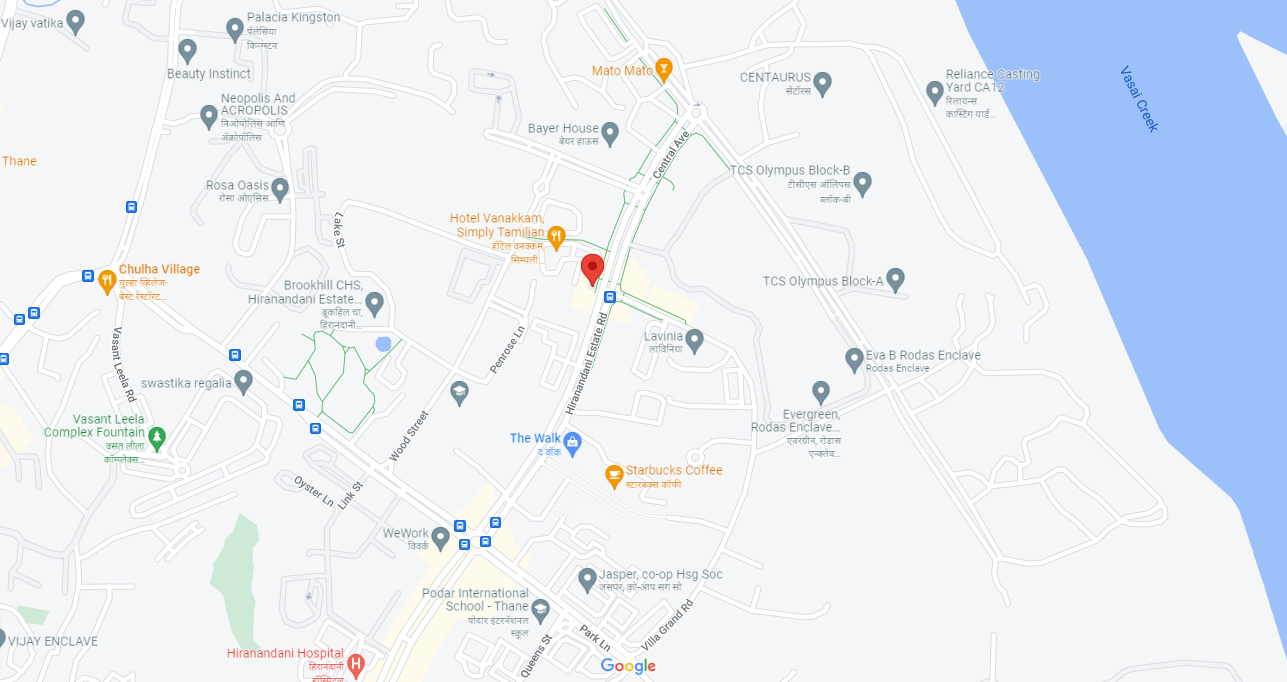 Vijay vatika
Palacia Kingston
पॅलेसिया
किन्ग्स्टन
Beauty Instinct
Mato Mato
CENTAURUS
सेंटॉरस
Reliance Casting
Yard CA12
रिलायन्स
कास्टिंग यार्ड...
Vasai Creek
Neopolis And
ACROPOLIS
निओपोलिस आणि
ॲक्रोपॉलिस
Bayer House
बेयर हाऊस
Central Ave
Thane
TCS Olympus Block-B
टीसीएस ऑलिंपस
ब्लॉक-बी
Rosa Oasis
रोसा ओएसिस
Lake St
Hotel Vanakkam,
Simply Tamilian
हॉटेल वनक्कम,
सिम्पली...
Chulha Village
चुल्हा व्हिलेज-
बेस्ट रेस्टॉरंट...
Brookhill CHS,
Hiranandani Estate...
ब्रूकहिल चा,
हिरानंदानी...
TCS Olympus Block-A
Vasant Leela Rd
Penrose Ln
Hiranandani Estate Rd
Lavinia
लाविनिया
Eva B Rodas Enclave
Rodas Enclave
swastika regalia
Vasant Leela
Complex Fountain
वसंत लीला
कॉम्प्लेक्स...
Wood Street
The Walk
द वॉक
Evergreen,
Rodas Enclave...
एवरग्रीन, रोडास
एन्क्लेव...
Starbucks Coffee
स्टारबक्स कॉफी
Oyster Ln
Link St
WeWork
विवर्क
Jasper, co-op Hsg Soc
जसपर, को-आप सग सो
Podar International
School - Thane
पोदार इंटरनॅशनल
स्कूल
Park Ln
Villa Grand Rd
Queens St
VIJAY ENCLAVE
Hiranandani Hospital
हिरानंदानी
हॉस्पिटल
Google